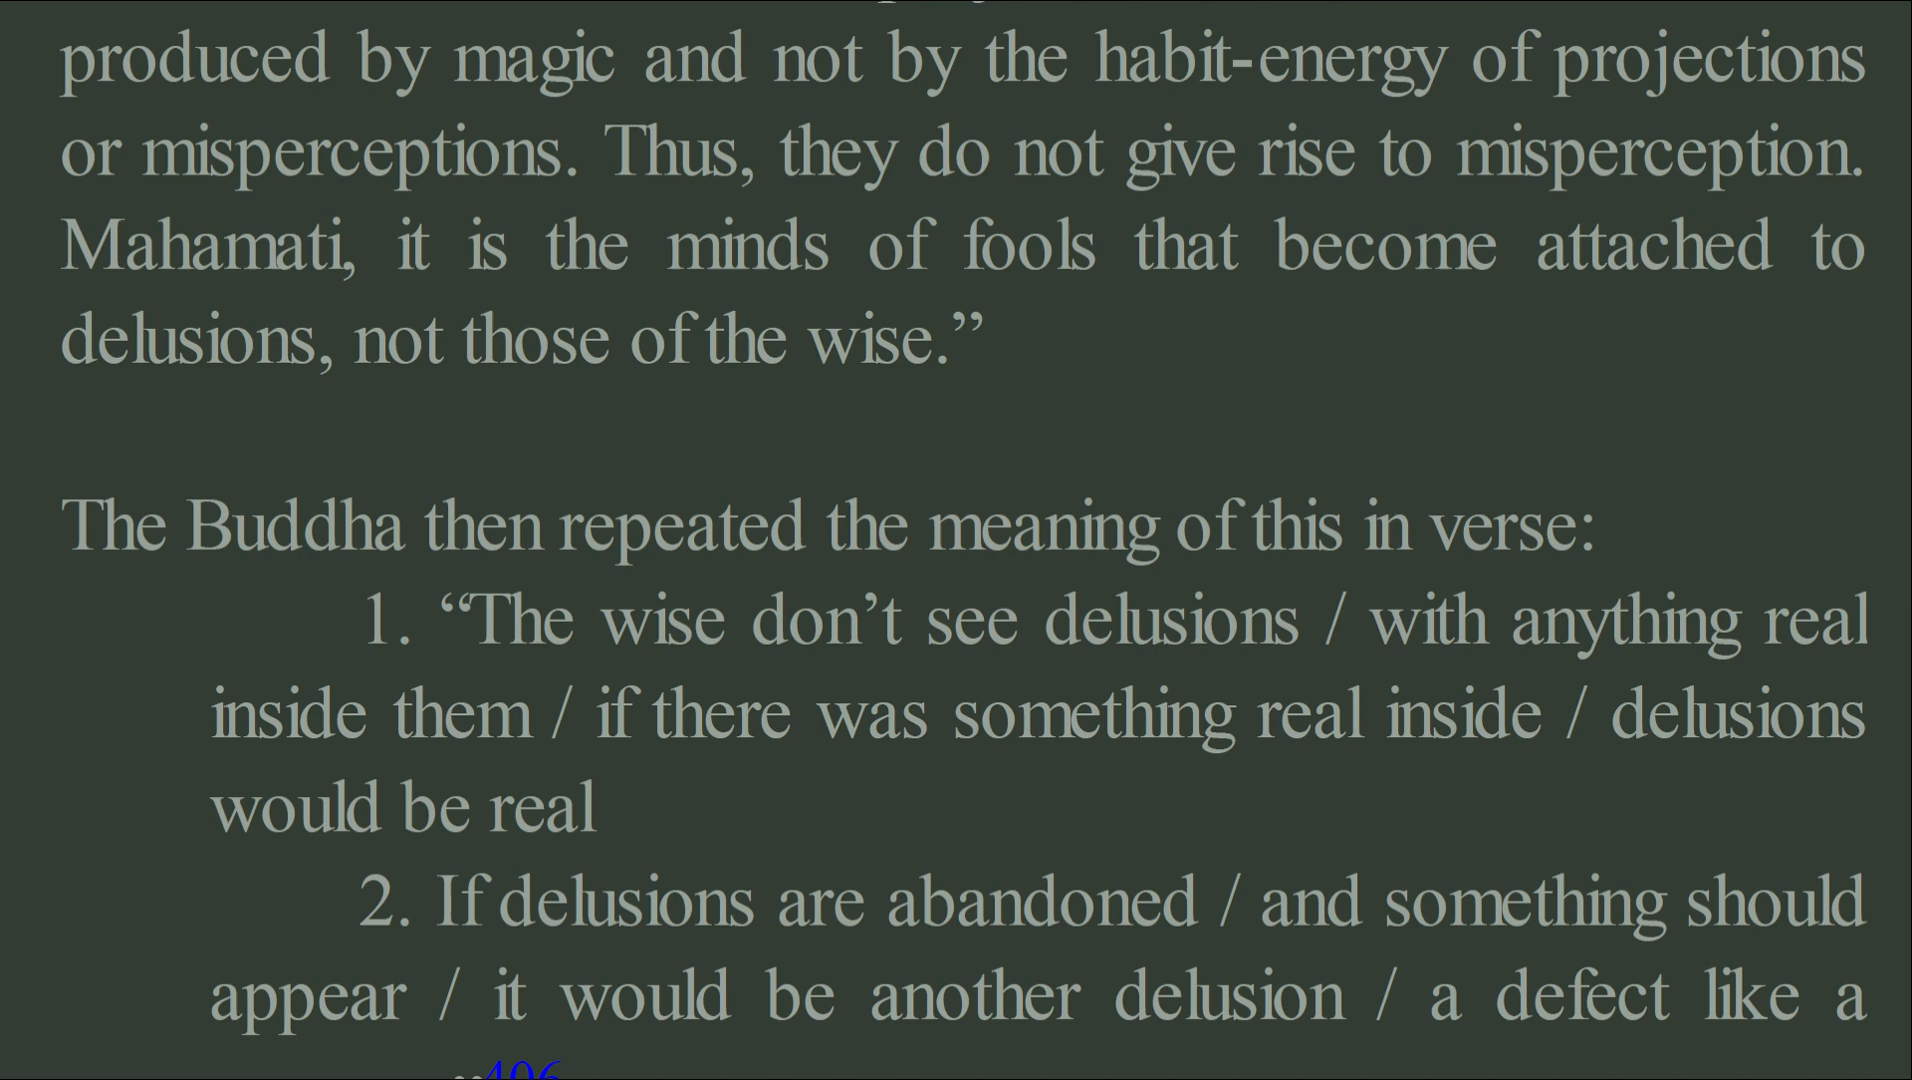 produced by magic and not by the habit-energy of projections
or misperceptions. Thus, they do not give rise to misperception.
Mahamati, it is the minds of fools that become attached to
delusions, not those of the wise.”
The Buddha then repeated the meaning of this in verse:
1. “The wise don’t see delusions / with anything real
inside them / if there was something real inside / delusions
would be real
2. If delusions are abandoned / and something should
appear / it would be another delusion / a defect like a